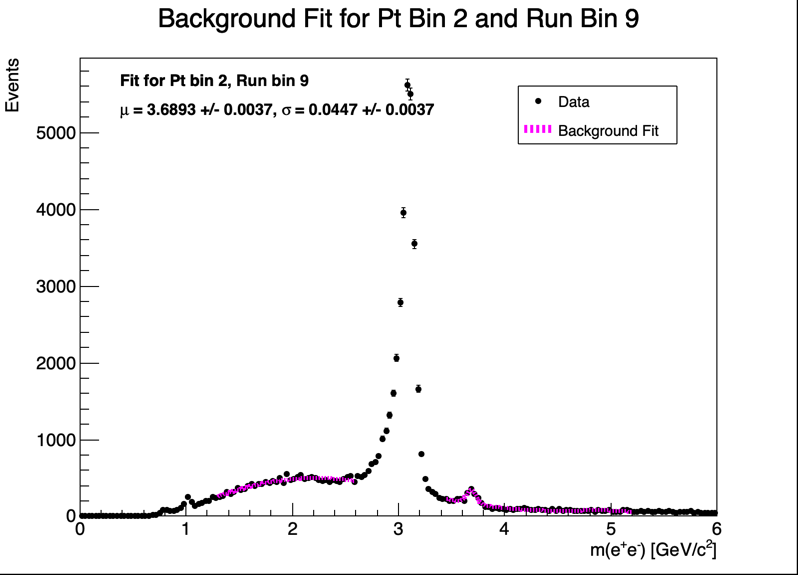 Background Fit for Pt Bin 2 and Run Bin 9
Events
Fit for Pt bin 2, Run bin 9
μ = 3.6893 +/- 0.0037, σ = 0.0447 +/- 0.0037
Data
Background Fit
5000
4000
3000
2000
1000
0
0 1 2 3 4 5 6
m(e⁺e⁻) [GeV/c²]